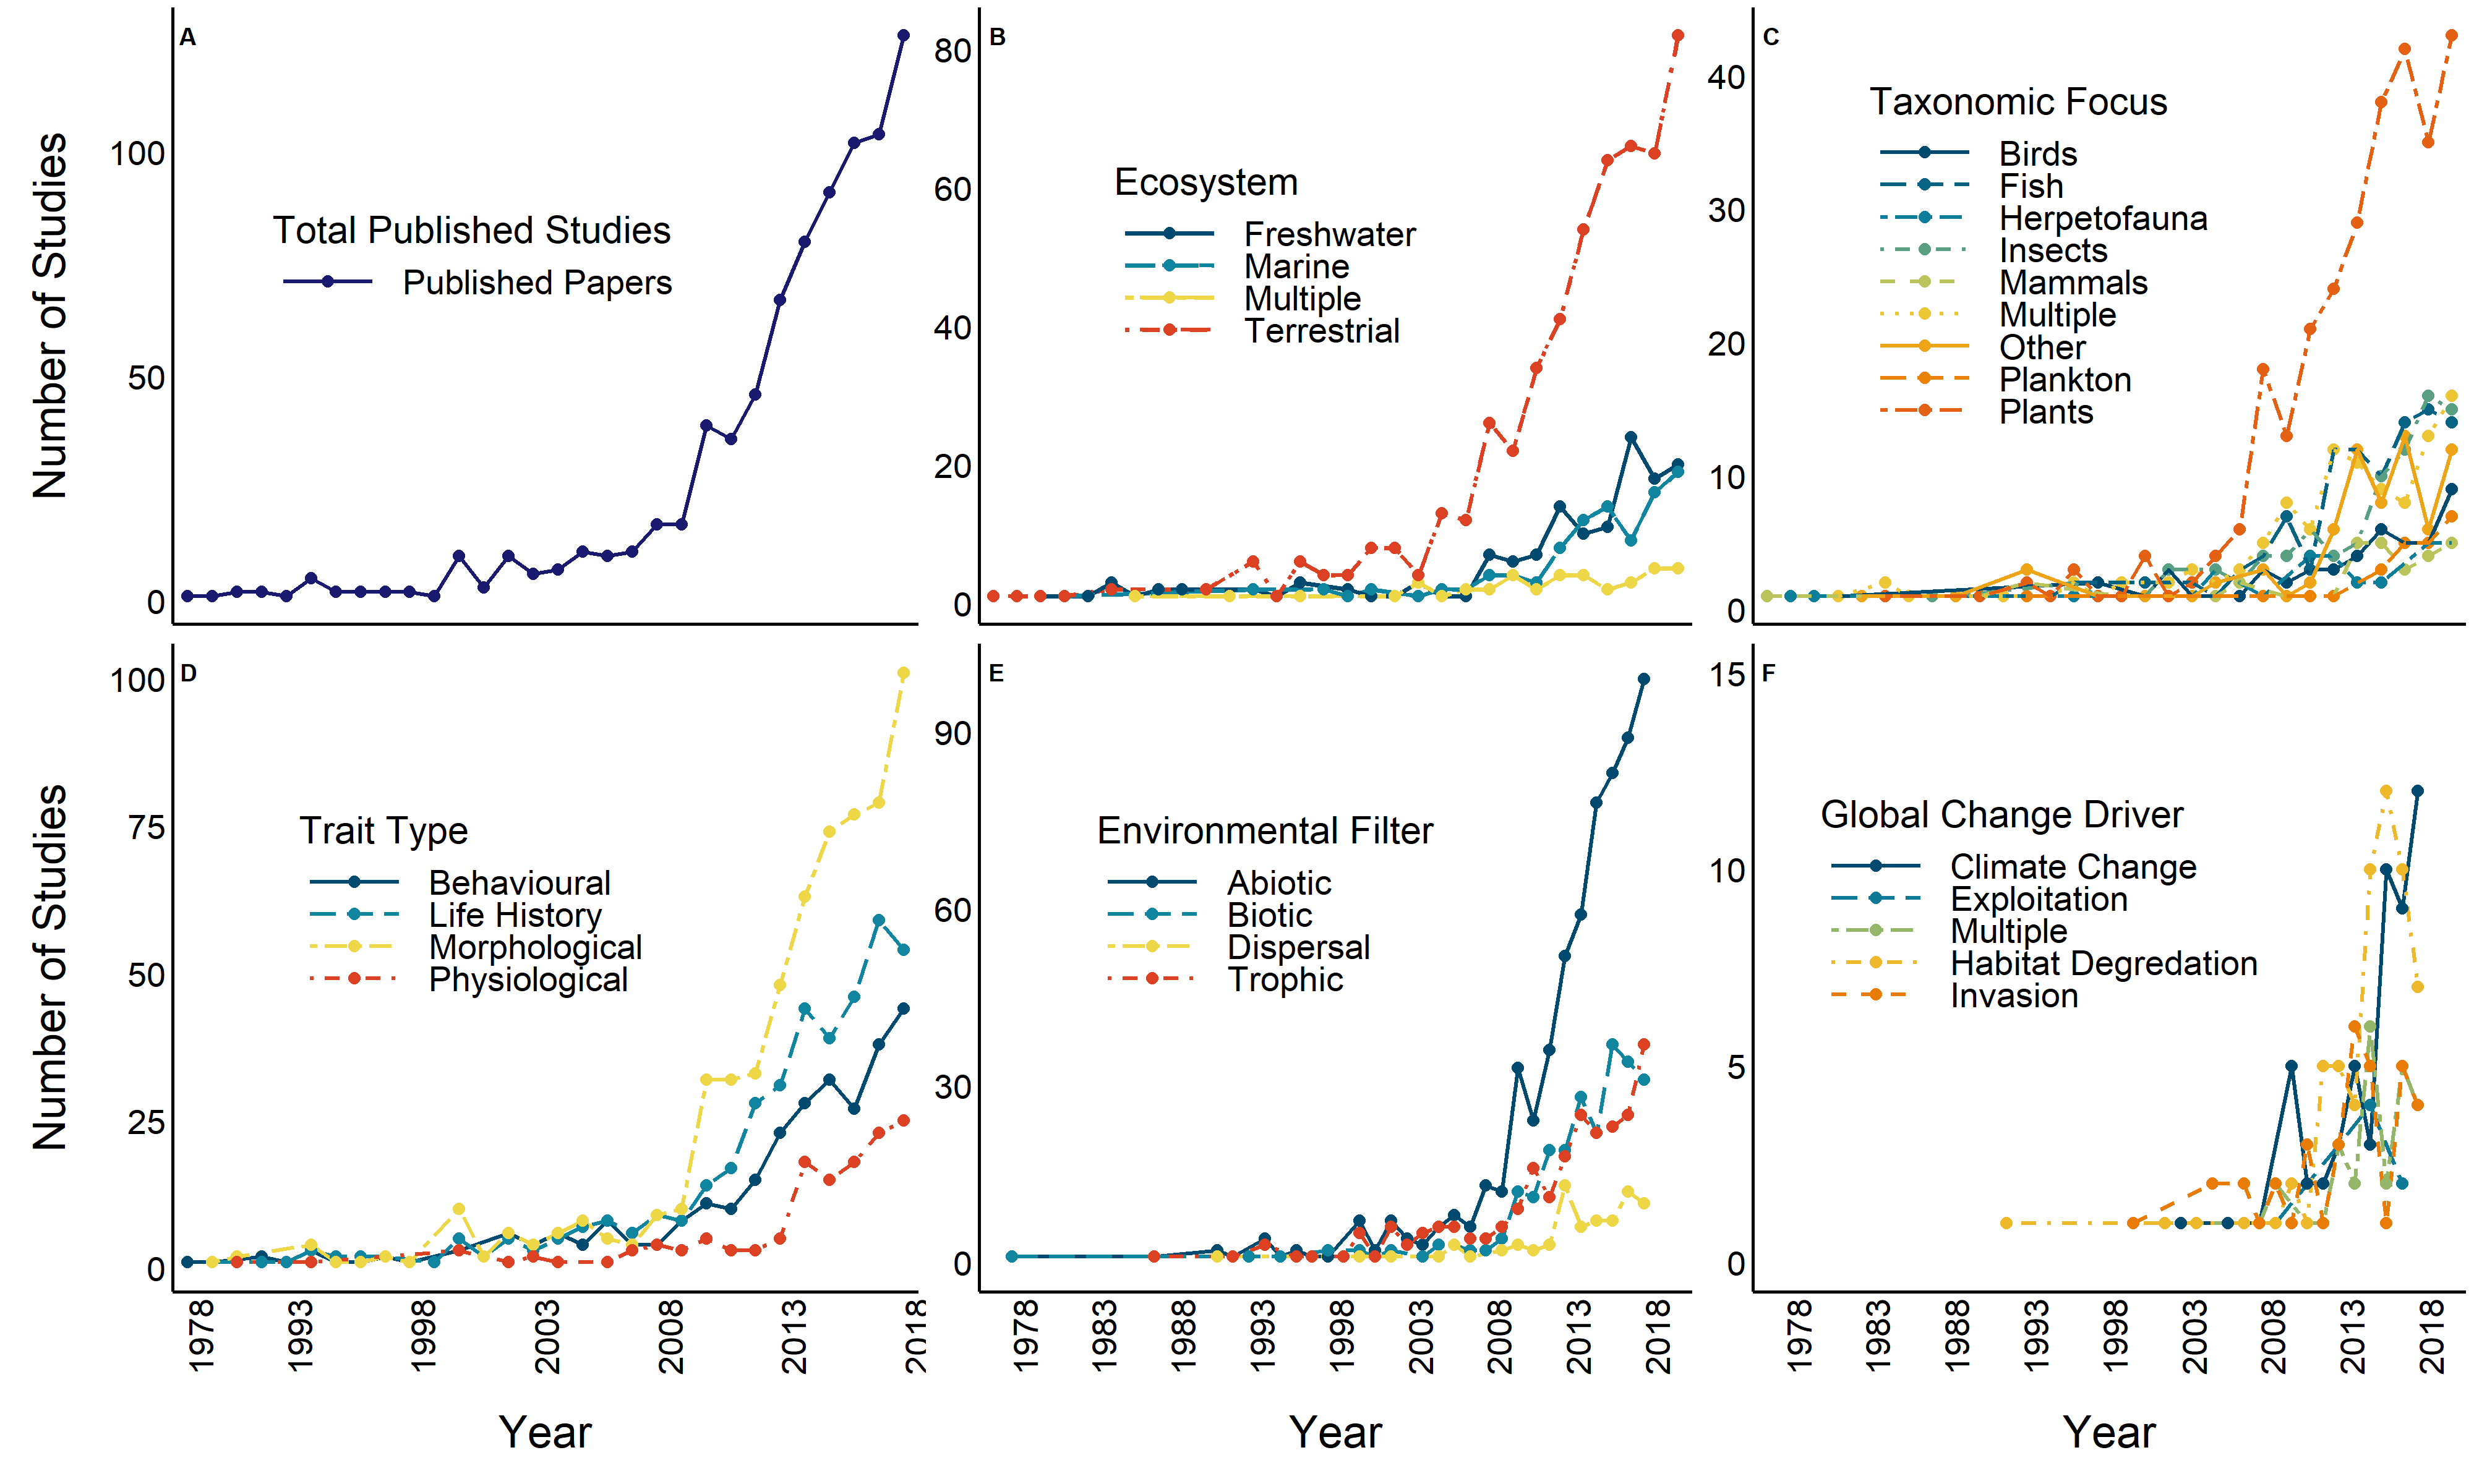 A
Number of Studies
100
50
0
Total Published Studies
Published Papers
B
80
60
40
20
0
Ecosystem
Freshwater
Marine
Multiple
Terrestrial
C
40
30
20
10
0
Taxonomic Focus
Birds
Fish
Herpetofauna
Insects
Mammals
Multiple
Other
Plankton
Plants
D
Number of Studies
100
75
50
25
0
Trait Type
Behavioural
Life History
Morphological
Physiological
1978 1993 1998 2003 2008 2013 2018
Year
E
90
60
30
0
Environmental Filter
Abiotic
Biotic
Dispersal
Trophic
1978 1983 1988 1993 1998 2003 2008 2013 2018
Year
F
15
10
5
0
Global Change Driver
Climate Change
Exploitation
Multiple
Habitat Degredation
Invasion
1978 1983 1988 1993 1998 2003 2008 2013 2018
Year